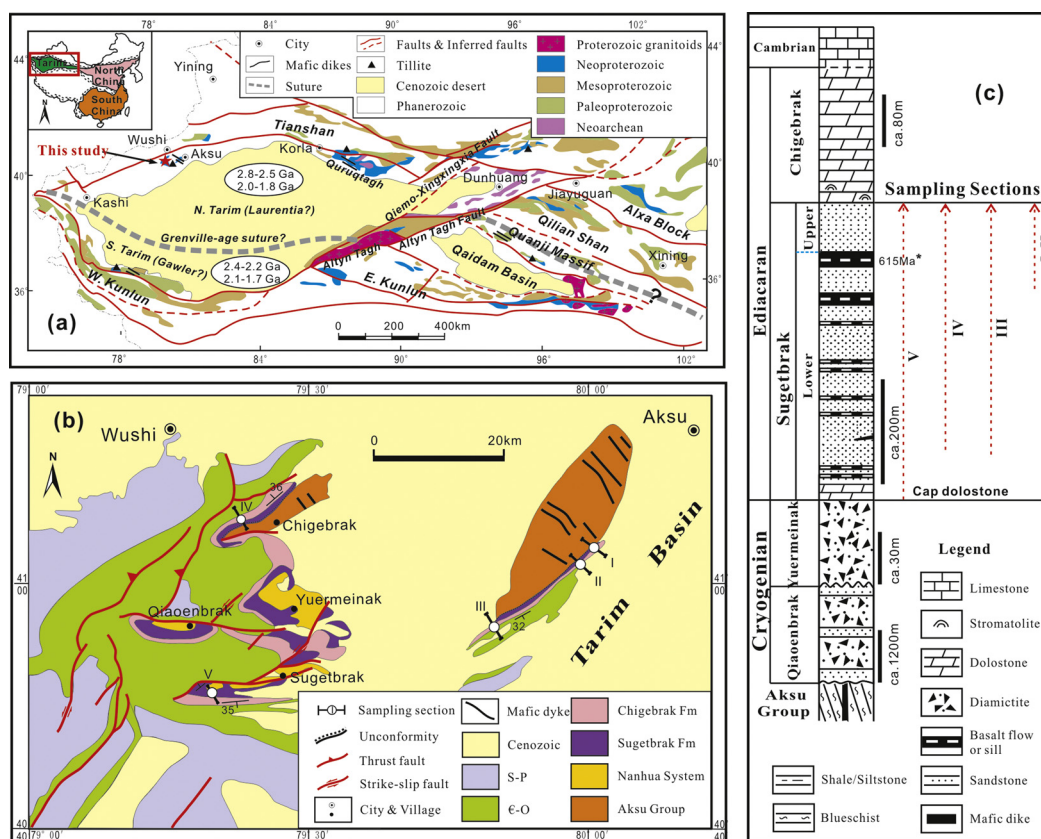 78°
84°
90°
96°
102°
44°
Tarim
North
China
South
China
N
City
Mafic dikes
Suture
Faults & Inferred faults
Tillite
Cenozoic desert
Phanerozoic
Proterozoic granitoids
Neoproterozoic
Mesoproterozoic
Paleoproterozoic
Neoarchean
Yining
Tianshan
Wushi
This study
Aksu
Korla
Quruqtagh
Qiemo-Xingxingxia Fault
Dunhuang
Jiayuguan
40°
Kashi
2.8-2.5 Ga
2.0-1.8 Ga
N. Tarim (Laurentia?)
Grenville-age suture?
S. Tarim (Gawler?)
2.4-2.2 Ga
2.1-1.7 Ga
W. Kunlun
Altyn Tagh
Altyn Tagh Fault
E. Kunlun
Qaidam Basin
Quanji Massif
Qilian Shan
Alxa Block
Xining
?
36°
(a)
0 200 400km
78°
84°
90°
96°
102°
44°
40°
36°
79°00'
79°30'
80°00'
(b)
Wushi
Aksu
0 20km
N
36
IV
Chigebrak
41°00'
Qiaoenbrak
Yuermeinak
V
Sugetbrak
35
I
II
III
32
Tarim Basin
Sampling section
Unconformity
Thrust fault
Strike-slip fault
City & Village
Mafic dyke
Cenozoic
S-P
Є-O
Chigebrak Fm
Sugetbrak Fm
Nanhua System
Aksu Group
40°
79°00'
79°30'
80°00'
(c)
Cambrian
Ediacaran
Chigebrak
ca.80m
Sampling Sections
Sugetbrak
Upper
Lower
615Ma*
V
IV
III
ca.200m
Cap dolostone
Cryogenian
Yuermeinak
ca.30m
Qiaoenbrak
ca.1200m
Aksu
Group
Legend
Limestone
Stromatolite
Dolostone
Diamictite
Basalt flow
or sill
Shale/Siltstone
Sandstone
Blueschist
Mafic dike